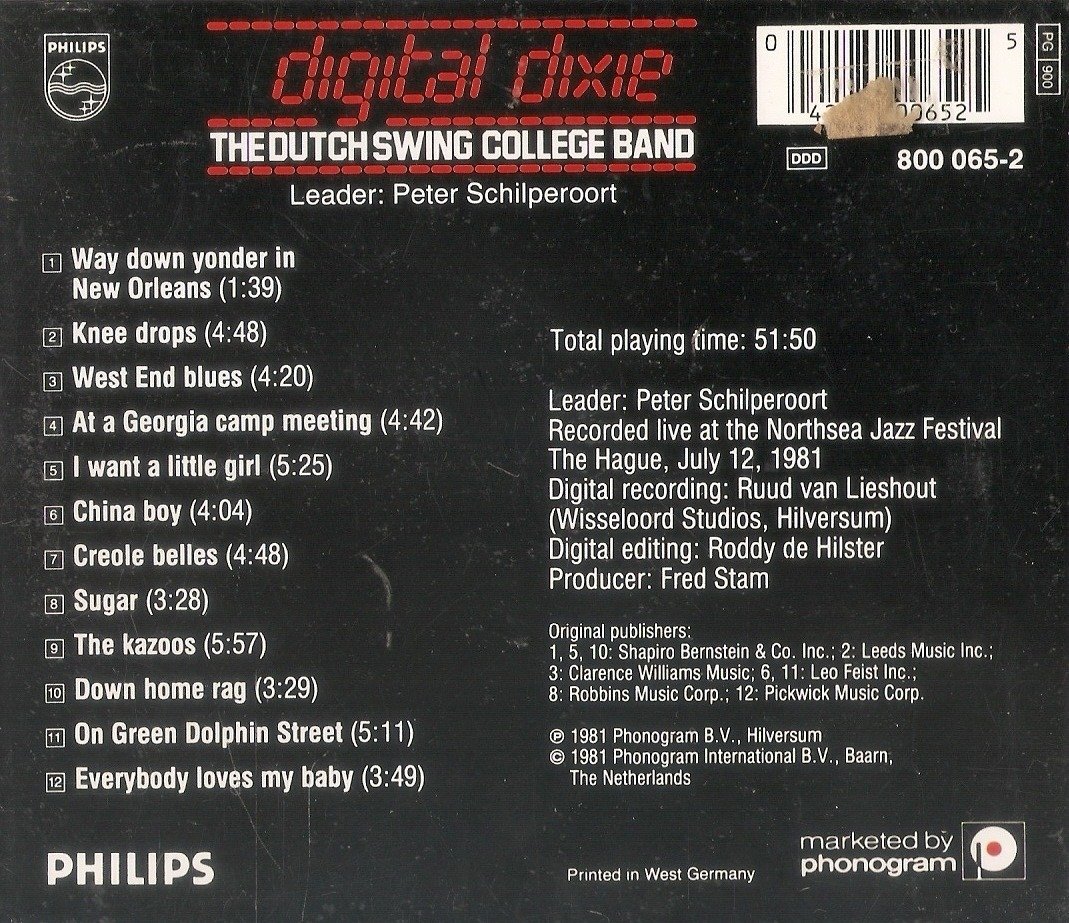 PHILIPS
digital dixie
THE DUTCH SWING COLLEGE BAND
Leader: Peter Schilperoort
0 5
0652
DDD 800 065-2
PG 900
1 Way down yonder in
New Orleans (1:39)
2 Knee drops (4:48)
3 West End blues (4:20)
4 At a Georgia camp meeting (4:42)
5 I want a little girl (5:25)
6 China boy (4:04)
7 Creole belles (4:48)
8 Sugar (3:28)
9 The kazoos (5:57)
10 Down home rag (3:29)
11 On Green Dolphin Street (5:11)
12 Everybody loves my baby (3:49)
Total playing time: 51:50
Leader: Peter Schilperoort
Recorded live at the Northsea Jazz Festival
The Hague, July 12, 1981
Digital recording: Ruud van Lieshout
(Wisseloord Studios, Hilversum)
Digital editing: Roddy de Hilster
Producer: Fred Stam
Original publishers:
1, 5, 10: Shapiro Bernstein & Co. Inc.; 2: Leeds Music Inc.;
3: Clarence Williams Music; 6, 11: Leo Feist Inc.;
8: Robbins Music Corp.; 12: Pickwick Music Corp.
℗ 1981 Phonogram B.V., Hilversum
© 1981 Phonogram International B.V., Baarn,
The Netherlands
PHILIPS
Printed in West Germany
marketed by
phonogram